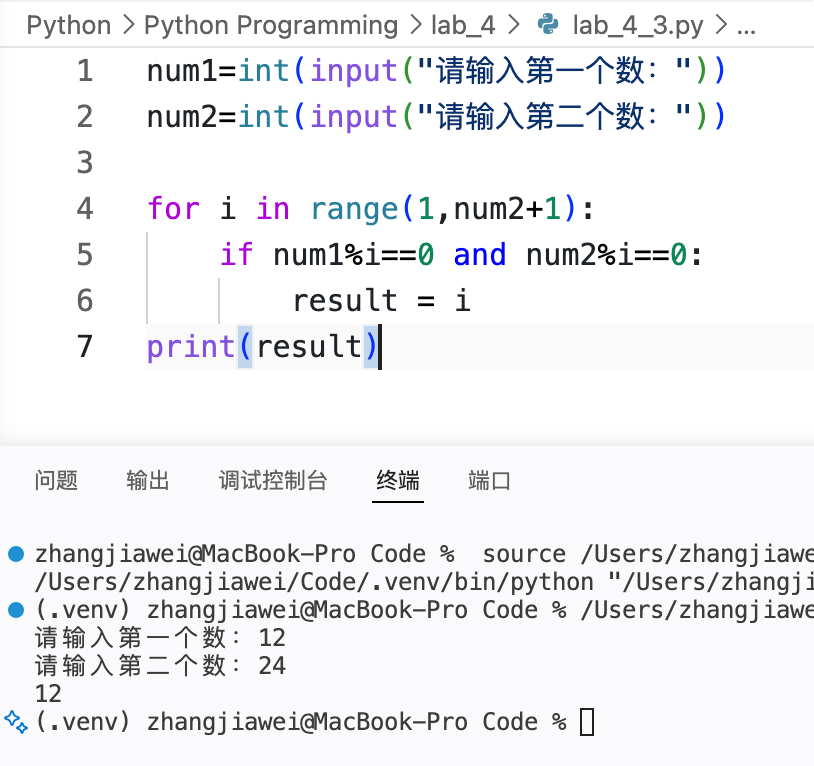 Python > Python Programming > lab_4 > lab_4_3.py > ...
1 num1=int(input("请输入第一个数："))
2 num2=int(input("请输入第二个数："))
3
4 for i in range(1,num2+1):
5     if num1%i==0 and num2%i==0:
6         result = i
7 print(result)
问题 输出 调试控制台 终端 端口
zhangjiawei@MacBook-Pro Code %  source /Users/zhangjiawe
/Users/zhangjiawei/Code/.venv/bin/python "/Users/zhangji
(.venv) zhangjiawei@MacBook-Pro Code % /Users/zhangjiawe
请输入第一个数：12
请输入第二个数：24
12
(.venv) zhangjiawei@MacBook-Pro Code %